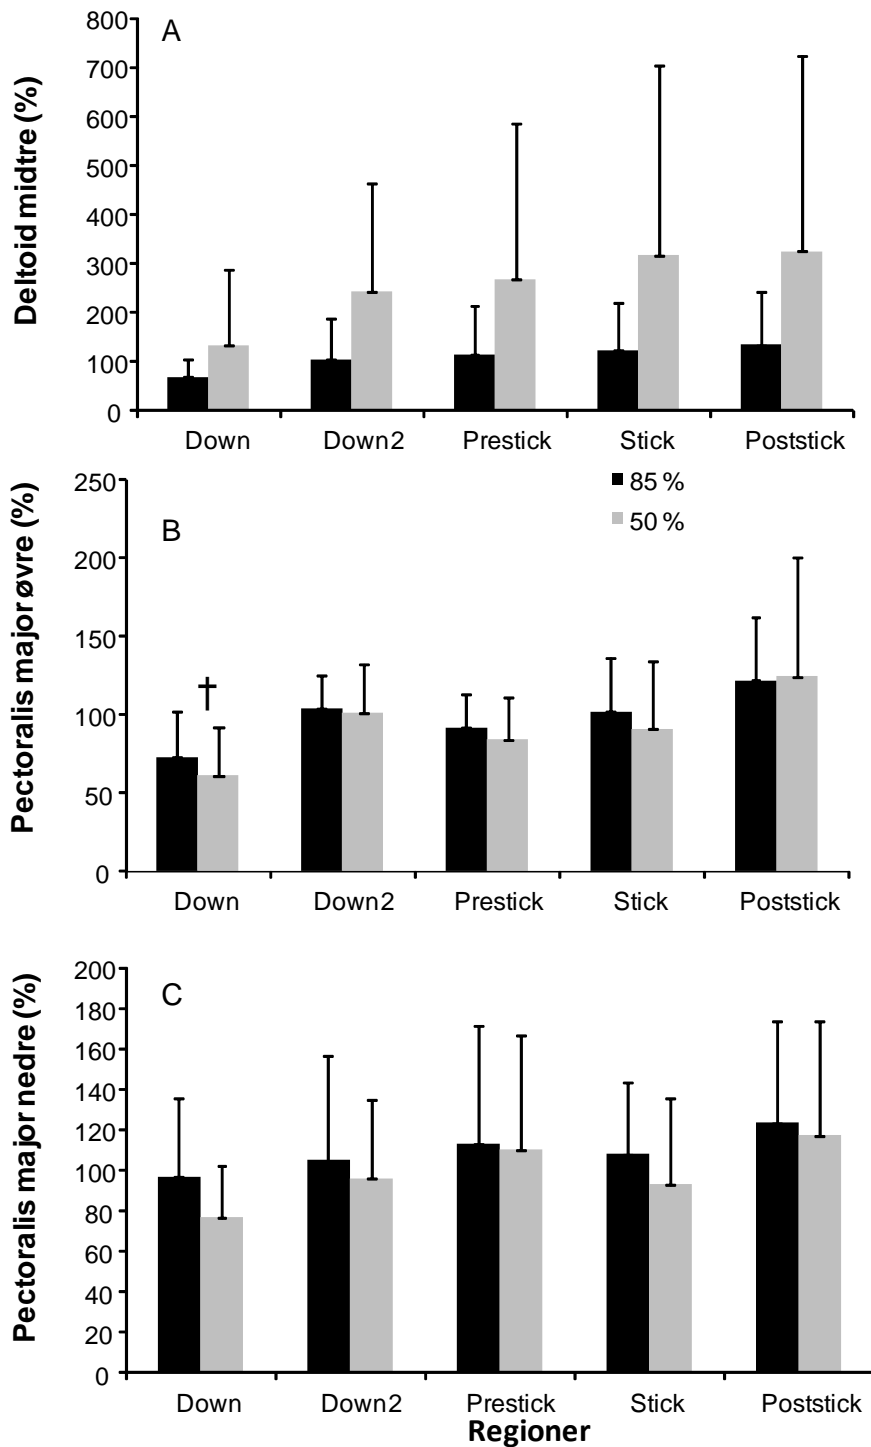 A
Deltoid midtre (%)
800
700
600
500
400
300
200
100
0
Down Down2 Prestick Stick Poststick
85 %
50 %
B
Pectoralis major øvre (%)
250
200
150
100
50
0
†
Down Down2 Prestick Stick Poststick
C
Pectoralis major nedre (%)
200
180
160
140
120
100
80
60
40
20
0
Down Down2 Prestick Stick Poststick
Regioner